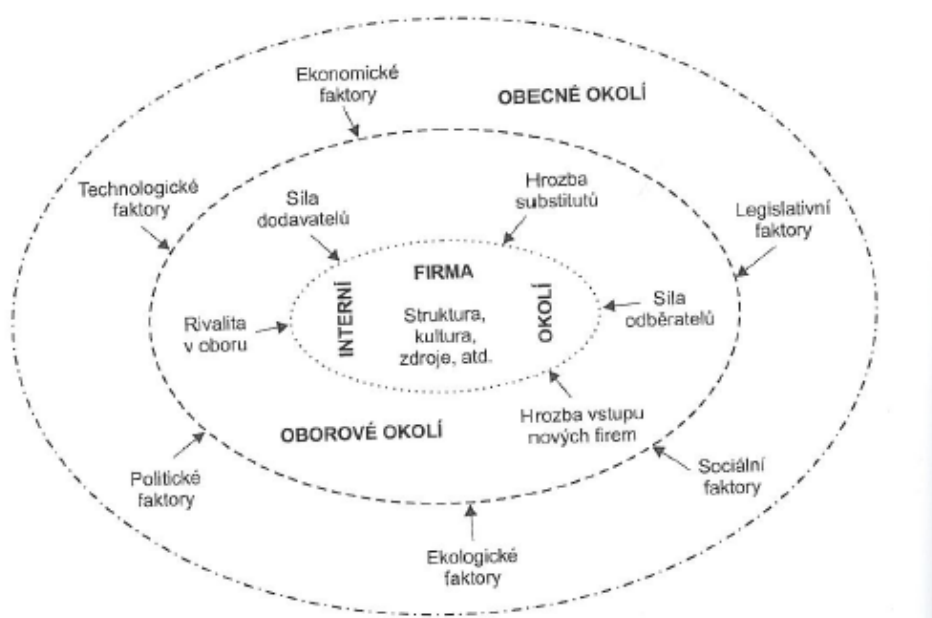 Ekonomické
faktory
OBECNÉ OKOLÍ
Technologické
faktory
Síla
dodavatelů
Hrozba
substitutů
Legislativní
faktory
FIRMA
INTERNÍ
OKOLÍ
Struktura,
kultura,
zdroje, atd.
Rivalita
v oboru
Síla
odběratelů
OBOROVÉ OKOLÍ
Hrozba vstupu
nových firem
Politické
faktory
Sociální
faktory
Ekologické
faktory